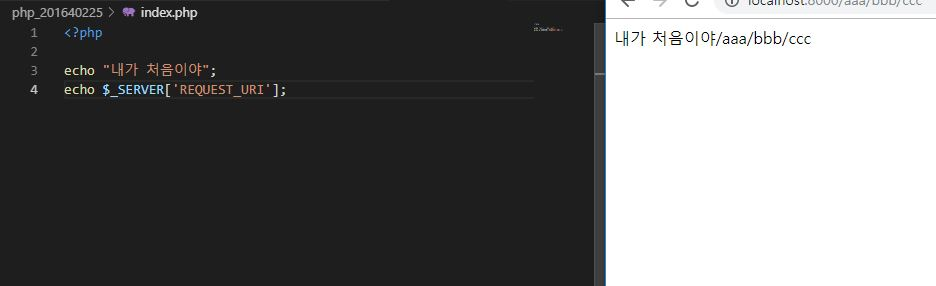 php_201640225 > index.php
1 <?php
2
3 echo "내가 처음이야";
4 echo $_SERVER['REQUEST_URI'];
localhost:8000/aaa/bbb/ccc
내가 처음이야/aaa/bbb/ccc